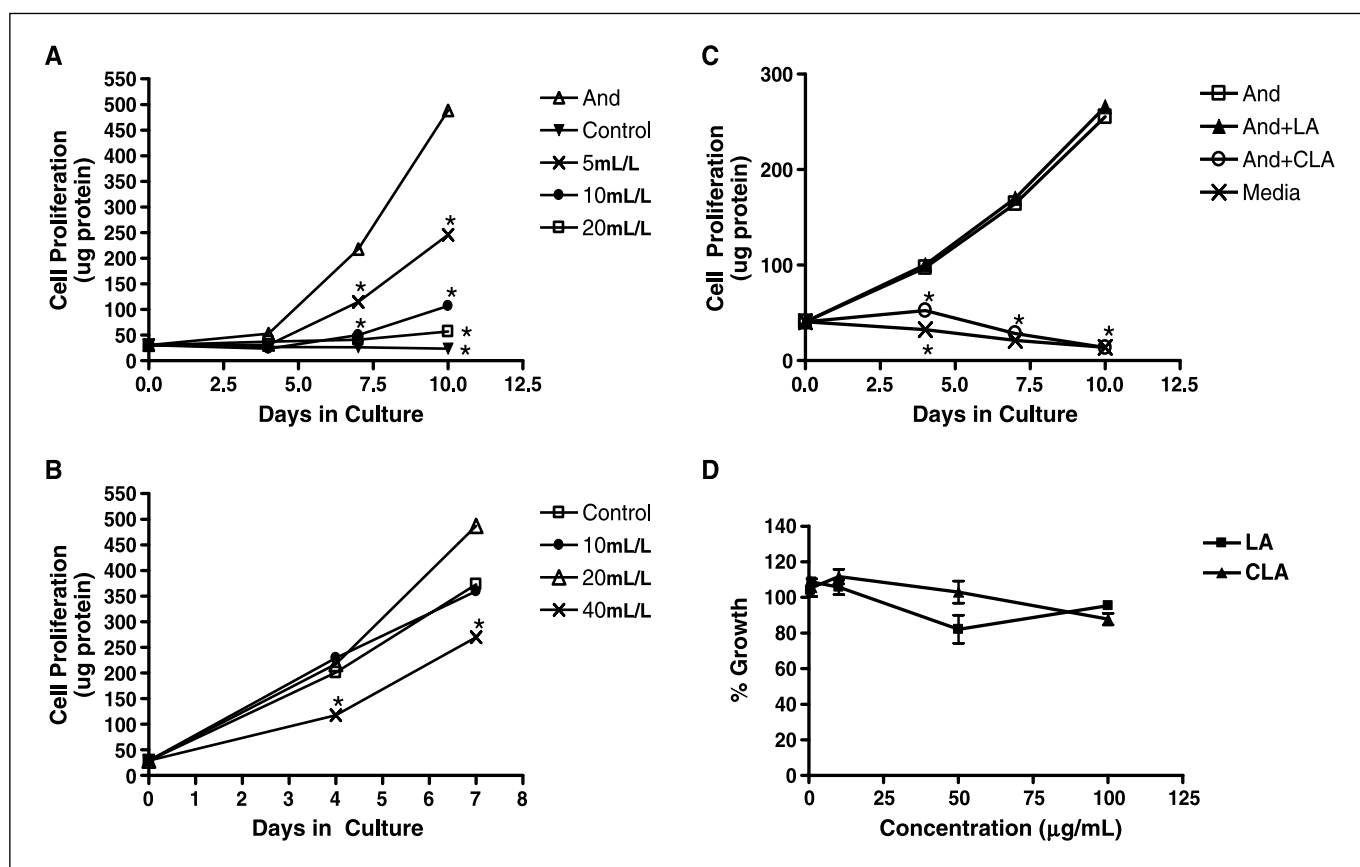 A
550
500
450
400
350
300
250
200
150
100
50
0
Cell Proliferation
(ug protein)
0.0 2.5 5.0 7.5 10.0 12.5
Days in Culture
And
Control
5mL/L
10mL/L
20mL/L
*
*
*
*
*
*
C
300
200
100
0
Cell Proliferation
(ug protein)
0.0 2.5 5.0 7.5 10.0 12.5
Days in Culture
And
And+LA
And+CLA
Media
*
*
*
*
B
550
500
450
400
350
300
250
200
150
100
50
0
Cell Proliferation
(ug protein)
0 1 2 3 4 5 6 7 8
Days in Culture
Control
10mL/L
20mL/L
40mL/L
*
*
D
140
120
100
80
60
40
20
0
% Growth
0 25 50 75 100 125
Concentration (μg/mL)
LA
CLA